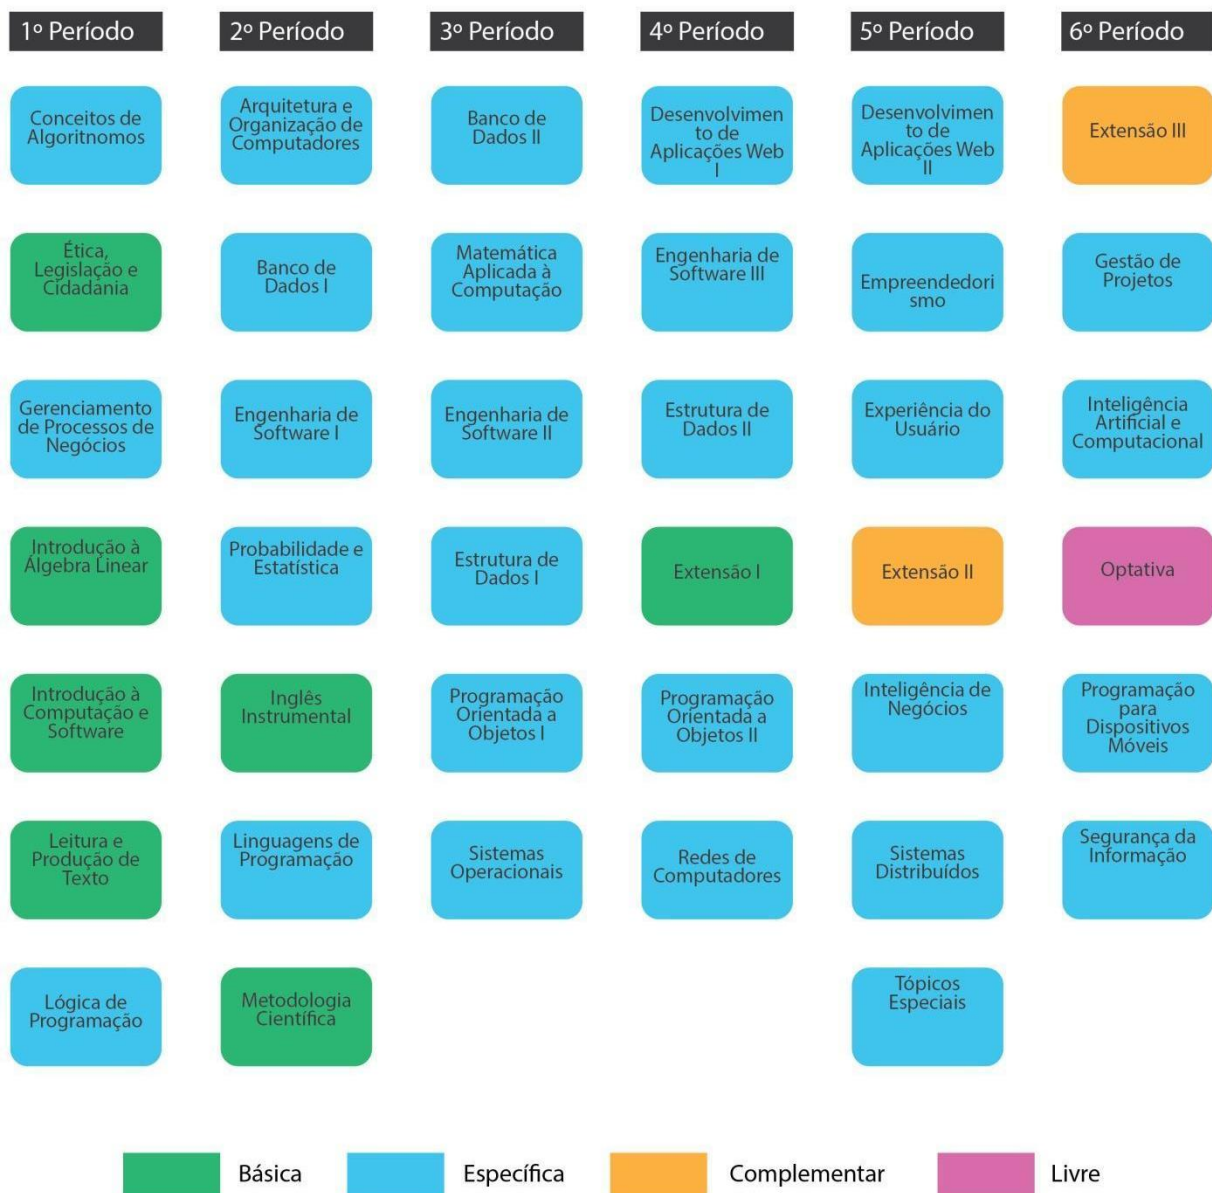 1º Período
2º Período
3º Período
4º Período
5º Período
6º Período
Conceitos de
Algoritnomos
Arquitetura e
Organização de
Computadores
Banco de
Dados II
Desenvolvime
nto de
Aplicações Web
I
Desenvolvime
nto de
Aplicações Web
II
Extensão III
Ética,
Legislação e
Cidadania
Banco de
Dados I
Matemática
Aplicada à
Computação
Engenharia de
Software III
Empreendedori
smo
Gestão de
Projetos
Gerenciamento
de Processos de
Negócios
Engenharia de
Software I
Engenharia de
Software II
Estrutura de
Dados II
Experiência do
Usuário
Inteligência
Artificial e
Computacional
Introdução à
Álgebra Linear
Probabilidade e
Estatística
Estrutura de
Dados I
Extensão I
Extensão II
Optativa
Introdução à
Computação e
Software
Inglês
Instrumental
Programação
Orientada a
Objetos I
Programação
Orientada a
Objetos II
Inteligência de
Negócios
Programação
para
Dispositivos
Móveis
Leitura e
Produção de
Texto
Linguagens de
Programação
Sistemas
Operacionais
Redes de
Computadores
Sistemas
Distribuídos
Segurança da
Informação
Lógica de
Programação
Metodologia
Científica
Tópicos
Especiais
Básica
Específica
Complementar
Livre